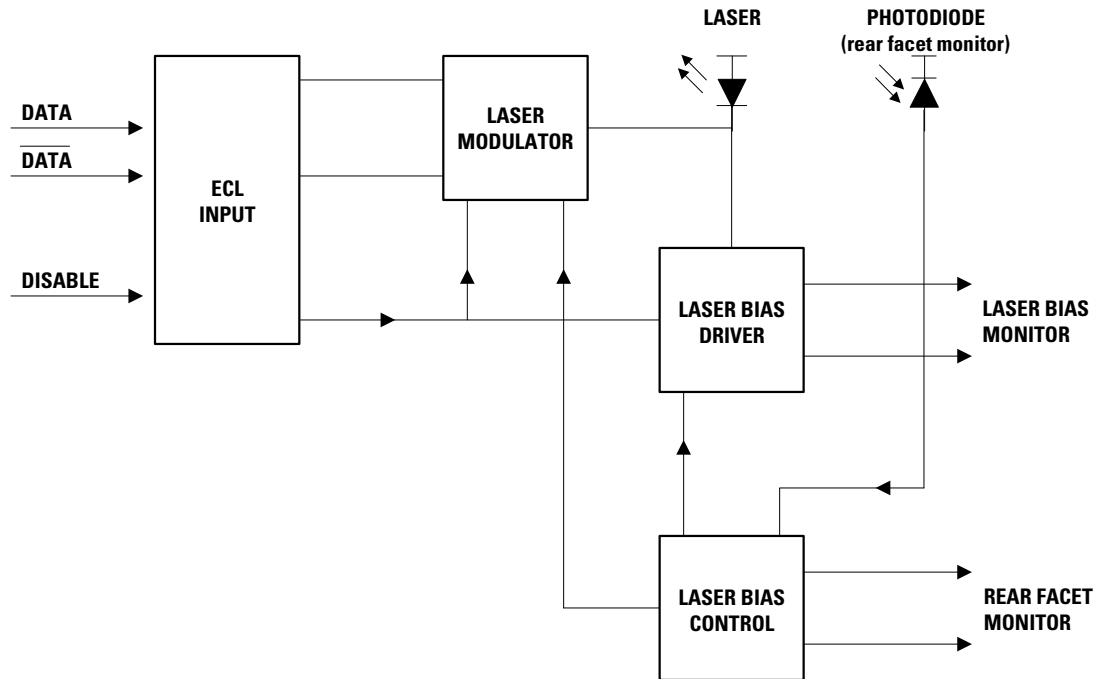 LASER
PHOTODIODE
(rear facet monitor)
DATA
DATA
ECL
INPUT
LASER
MODULATOR
DISABLE
LASER BIAS
DRIVER
LASER BIAS
MONITOR
LASER BIAS
CONTROL
REAR FACET
MONITOR